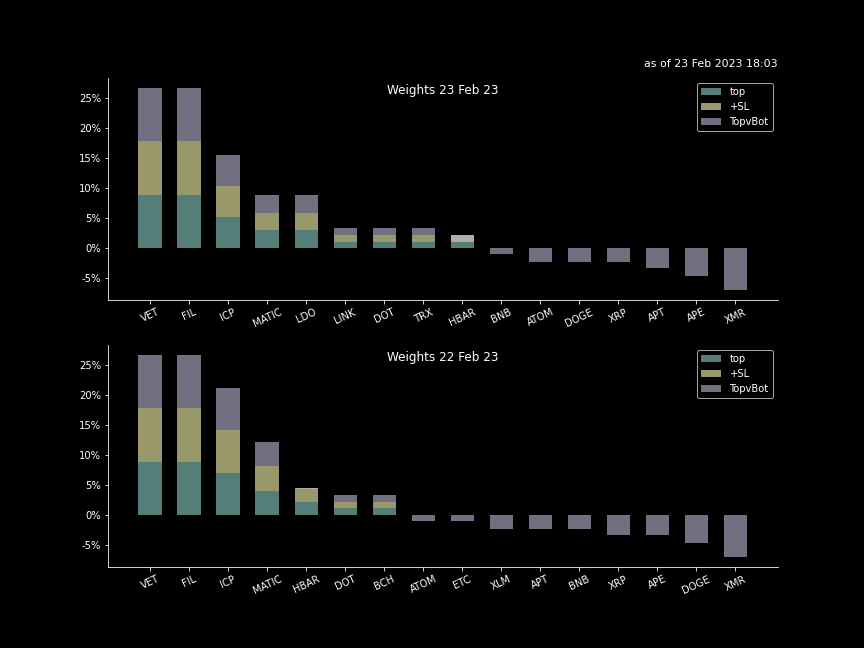 as of 23 Feb 2023 18:03
Weights 23 Feb 23
top
+SL
TopvBot
25%
20%
15%
10%
5%
0%
-5%
VET FIL ICP MATIC LDO LINK DOT TRX HBAR BNB ATOM DOGE XRP APT APE XMR
Weights 22 Feb 23
top
+SL
TopvBot
25%
20%
15%
10%
5%
0%
-5%
VET FIL ICP MATIC HBAR DOT BCH ATOM ETC XLM APT BNB XRP APE DOGE XMR